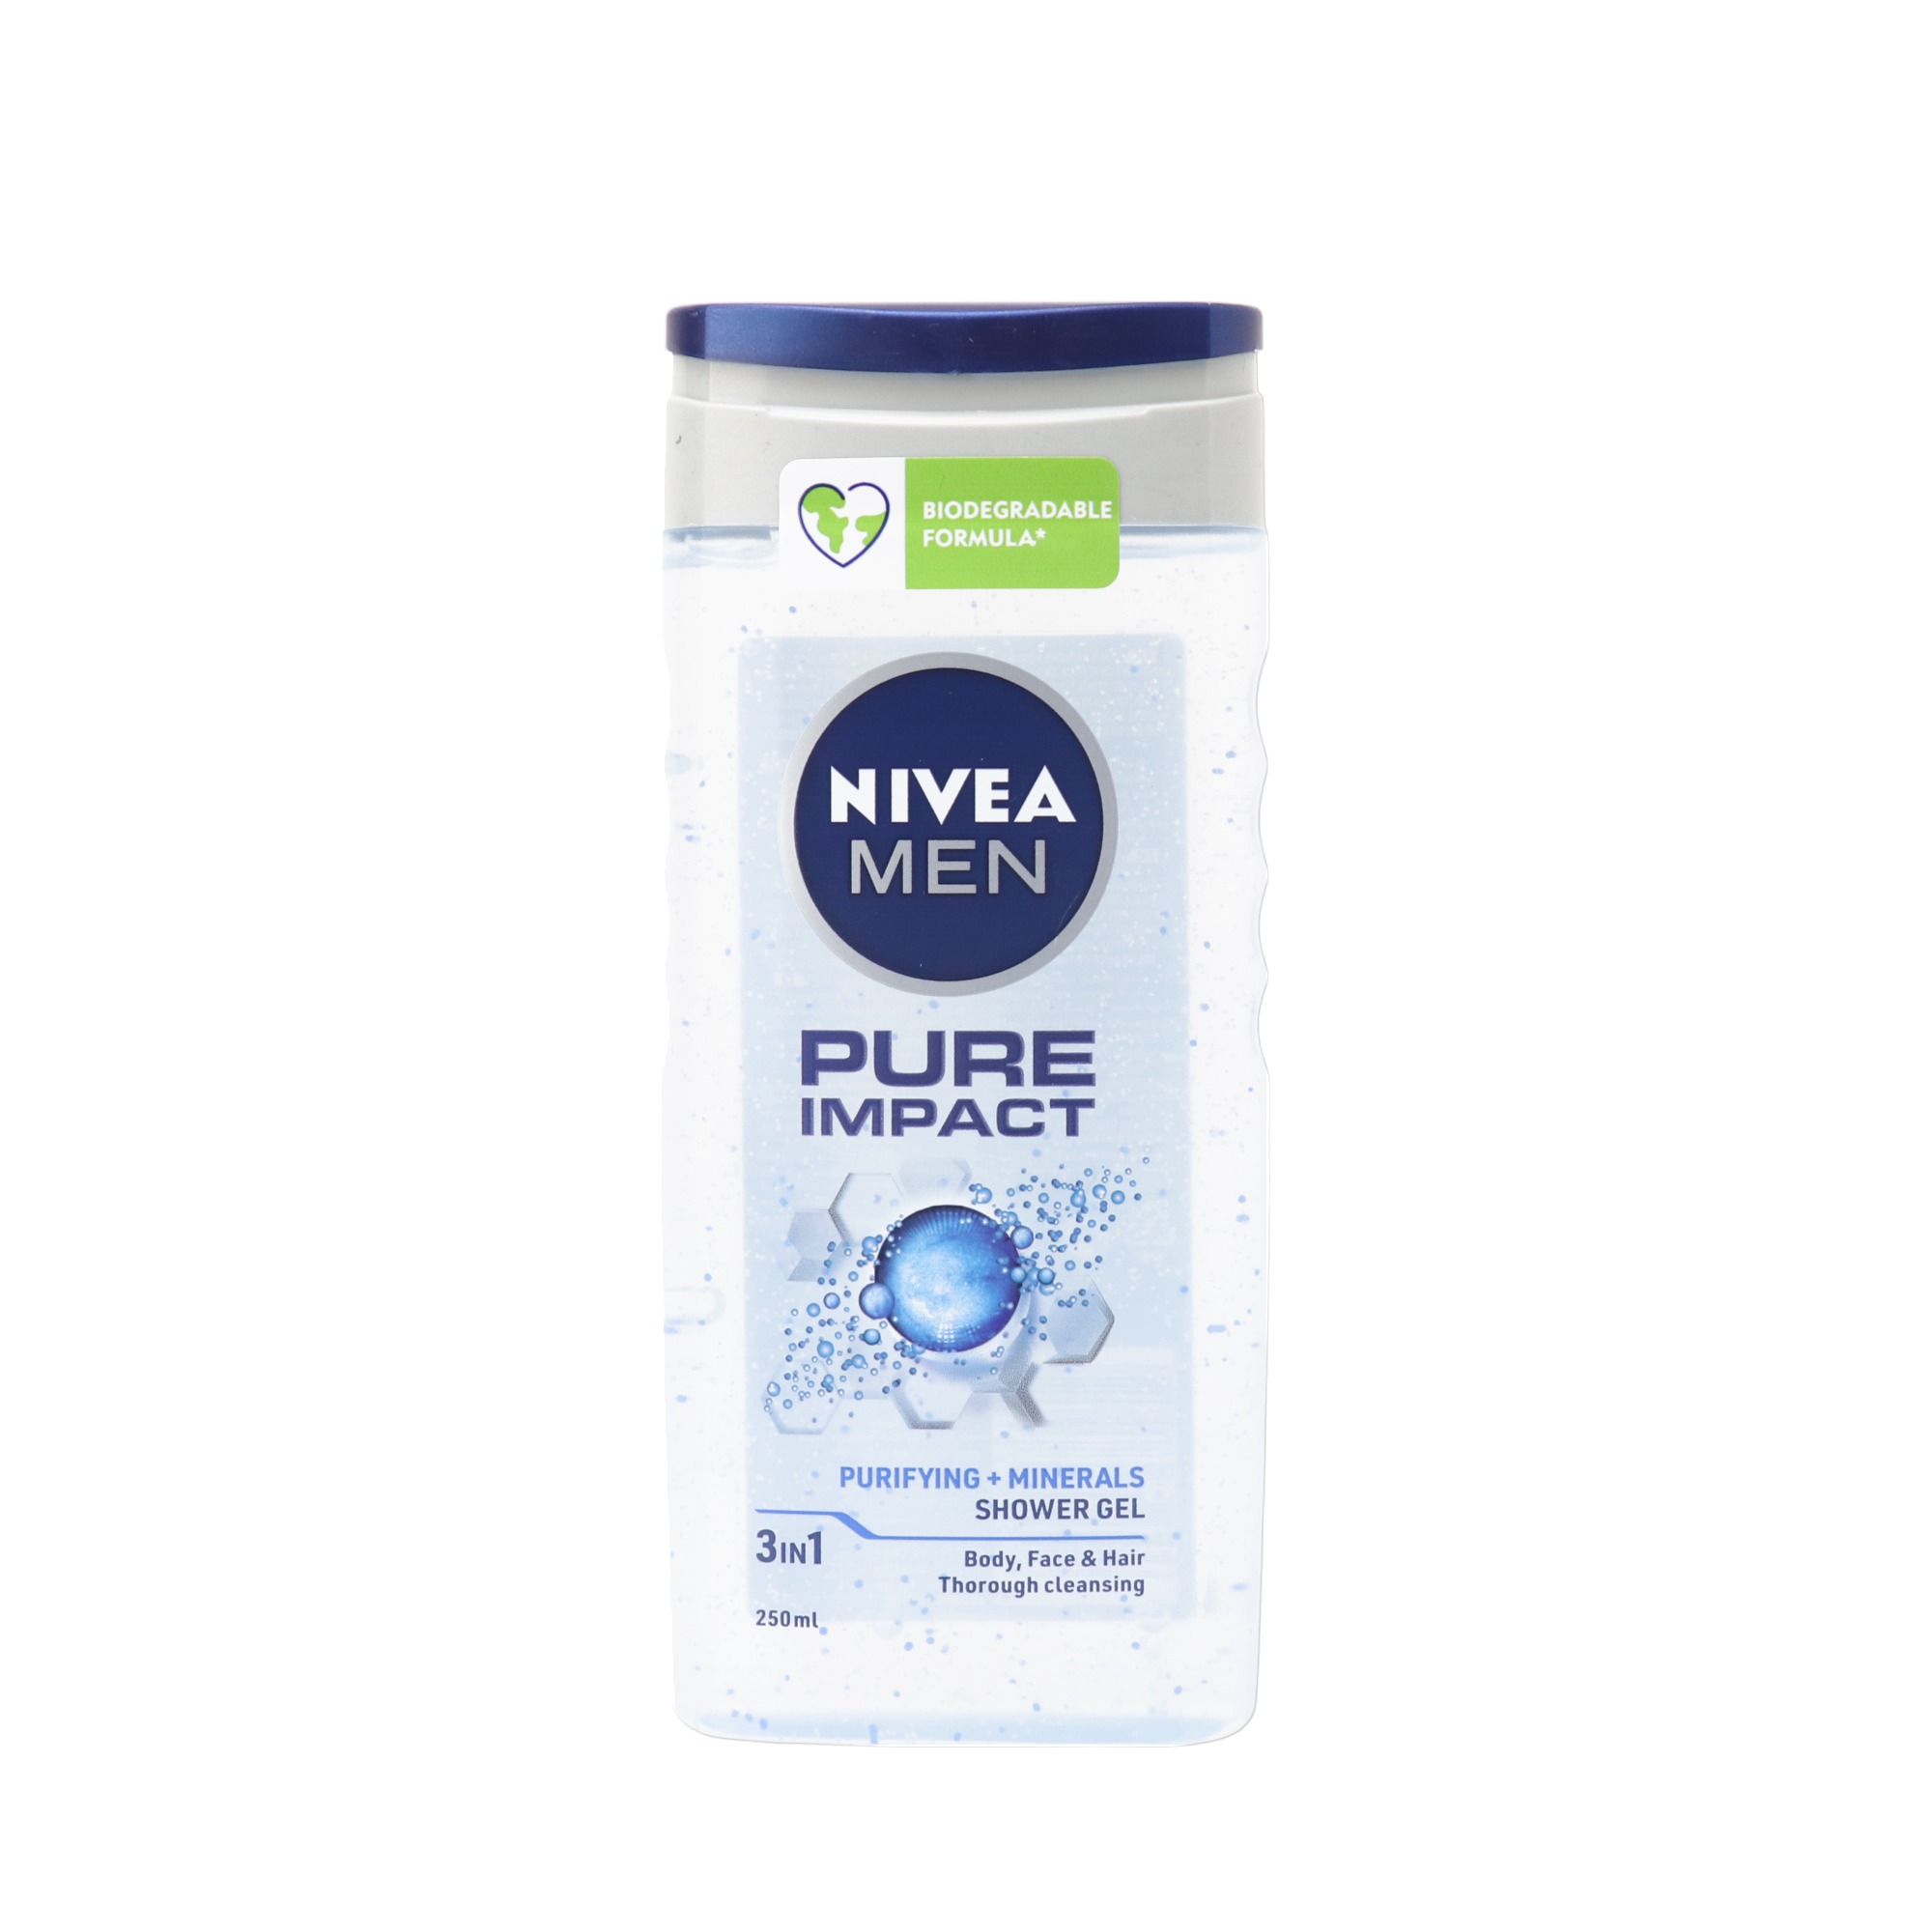 BIODEGRADABLE
FORMULA*
NIVEA
MEN
PURE
IMPACT
PURIFYING + MINERALS
SHOWER GEL
3IN1
Body, Face & Hair
Thorough cleansing
250ml